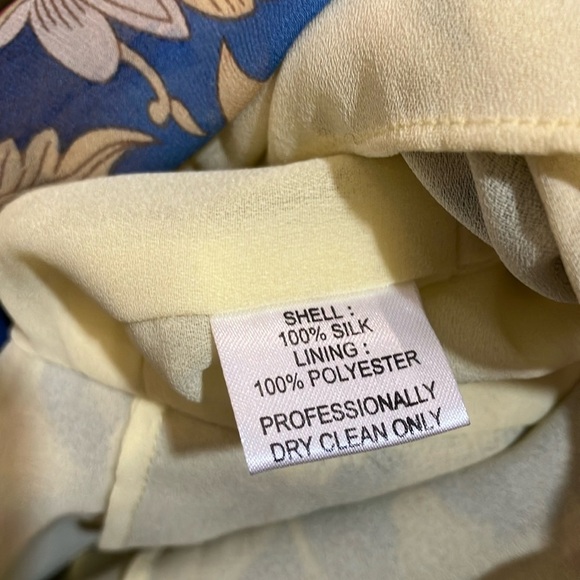 SHELL :
100% SILK
LINING :
100% POLYESTER
PROFESSIONALLY
DRY CLEAN ONLY